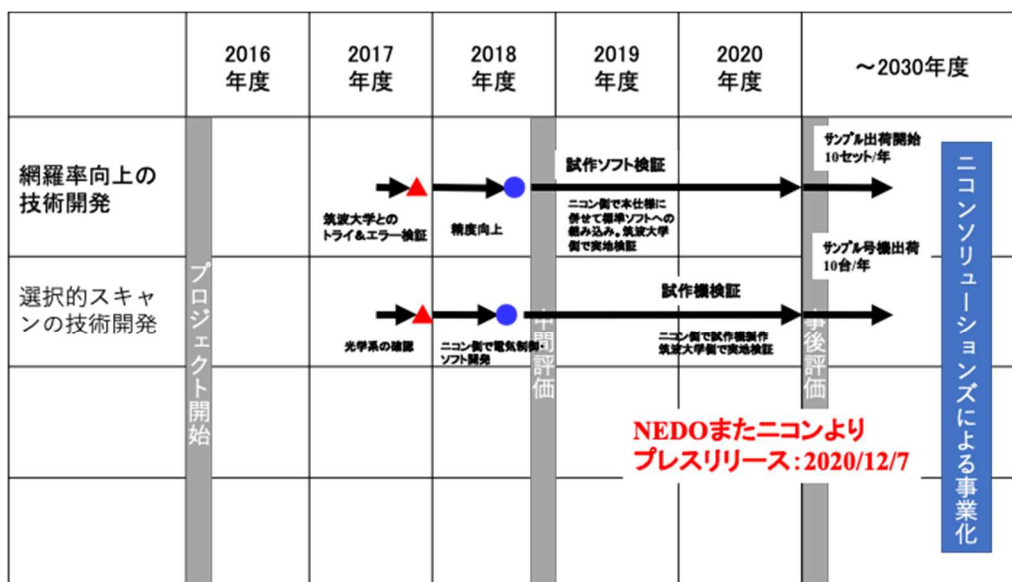 2016
年度
2017
年度
2018
年度
2019
年度
2020
年度
～2030年度
網羅率向上の
技術開発
筑波大学との
トライ&エラー検証
精度向上
試作ソフト検証
ニコン側で本仕様に
併せて標準ソフトへの
組み込み。筑波大学
側で実地検証
サンプル出荷開始
10セット/年
選択的スキャ
ンの技術開発
光学系の確認
ニコン側で電気制御・
ソフト開発
試作機検証
ニコン側で試作機製作
筑波大学側で実地検証
サンプル号機出荷
10台/年
プロジェクト開始
中間評価
事後評価
ニコンソリューションズによる事業化
NEDOまたニコンより
プレスリリース：2020/12/7